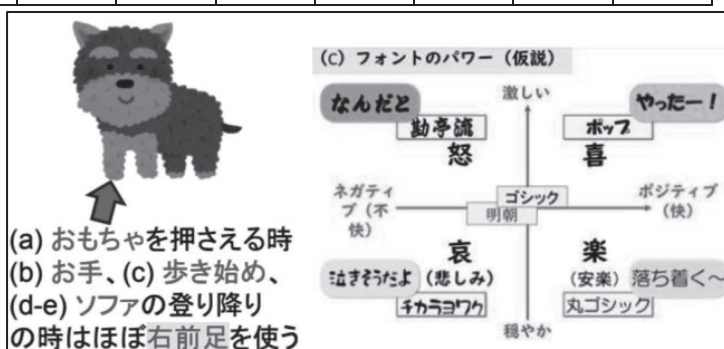 (a) おもちゃを押さえる時
(b) お手、(c) 歩き始め、
(d-e) ソファの登り降り
の時はほぼ右前足を使う
(C) フォントのパワー（仮説）
なんだと
激しい
やったー！
勘亭流
ポップ
怒
喜
ネガティ
ブ（不
快）
ゴシック
明朝
ポジティブ
（快）
哀
楽
泣きそうだよ
（悲しみ）
（安楽）
落ち着く～
チカラヨワク
丸ゴシック
穏やか